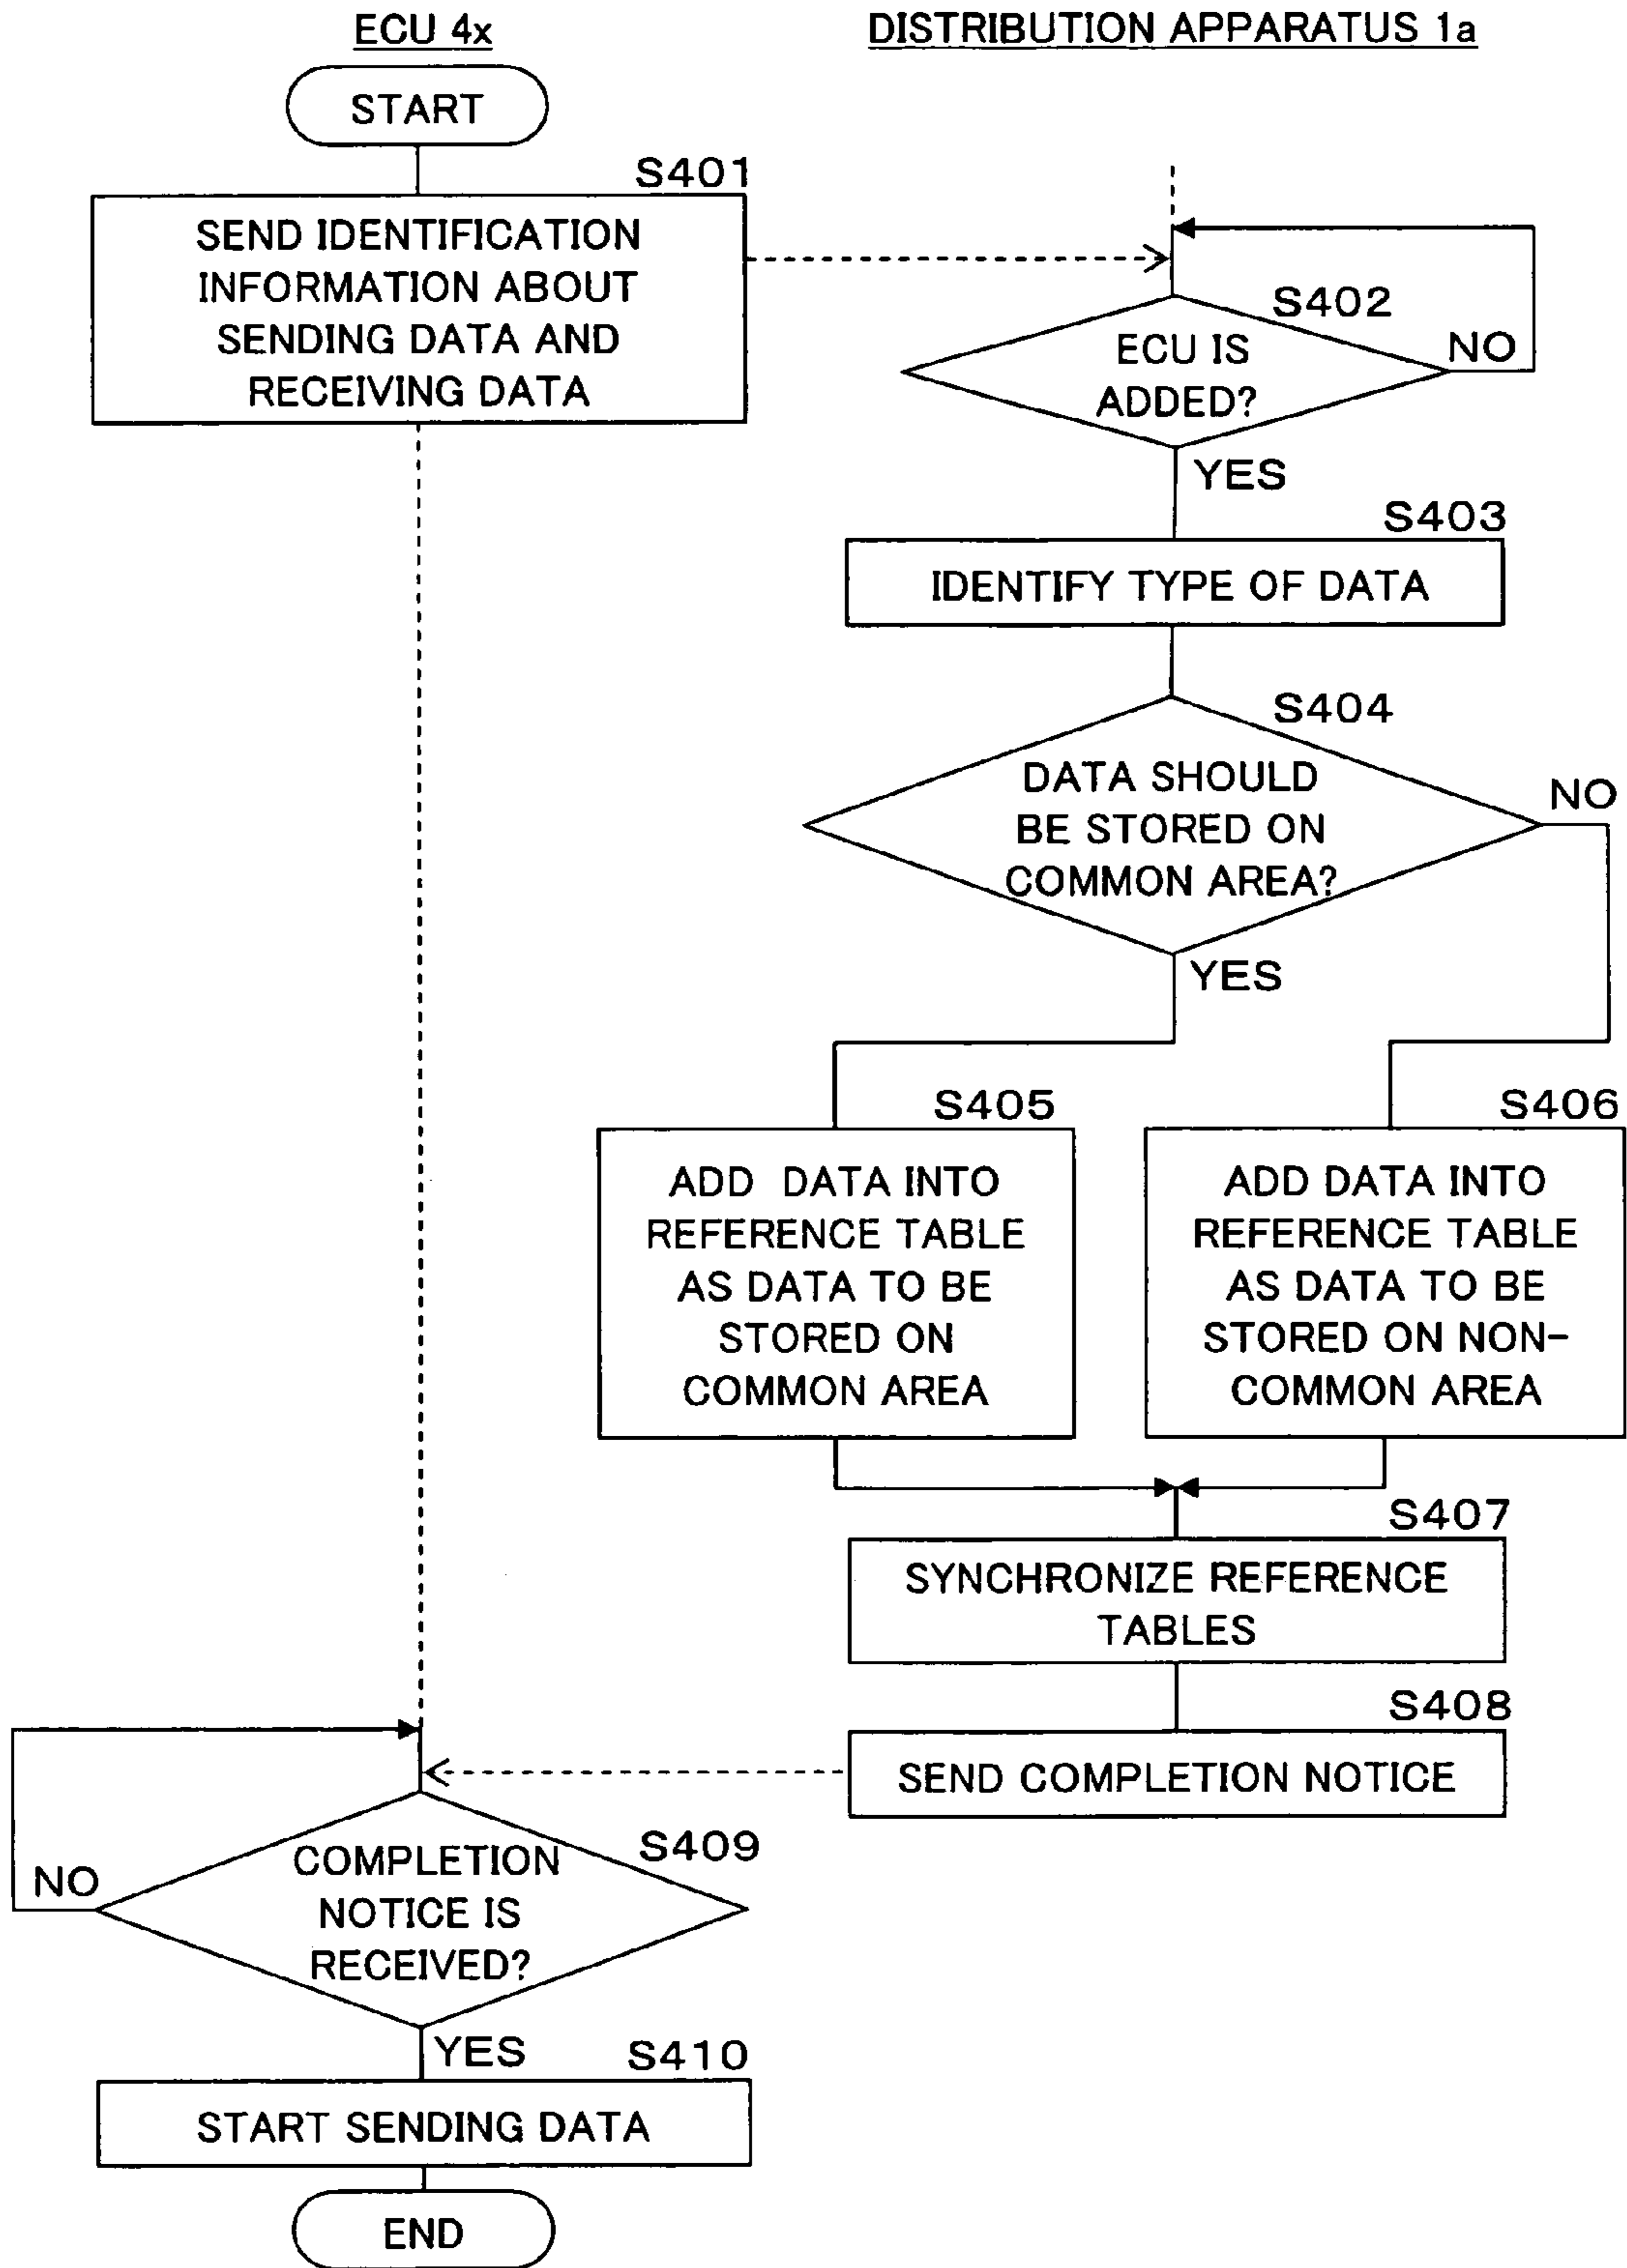 ECU 4x
DISTRIBUTION APPARATUS 1a
START
S401
SEND IDENTIFICATION
INFORMATION ABOUT
SENDING DATA AND
RECEIVING DATA
S402
ECU IS
ADDED?
NO
YES
S403
IDENTIFY TYPE OF DATA
S404
DATA SHOULD
BE STORED ON
COMMON AREA?
NO
YES
S405
ADD DATA INTO
REFERENCE TABLE
AS DATA TO BE
STORED ON
COMMON AREA
S406
ADD DATA INTO
REFERENCE TABLE
AS DATA TO BE
STORED ON NON-
COMMON AREA
S407
SYNCHRONIZE REFERENCE
TABLES
S408
SEND COMPLETION NOTICE
S409
COMPLETION
NOTICE IS
RECEIVED?
NO
YES
S410
START SENDING DATA
END